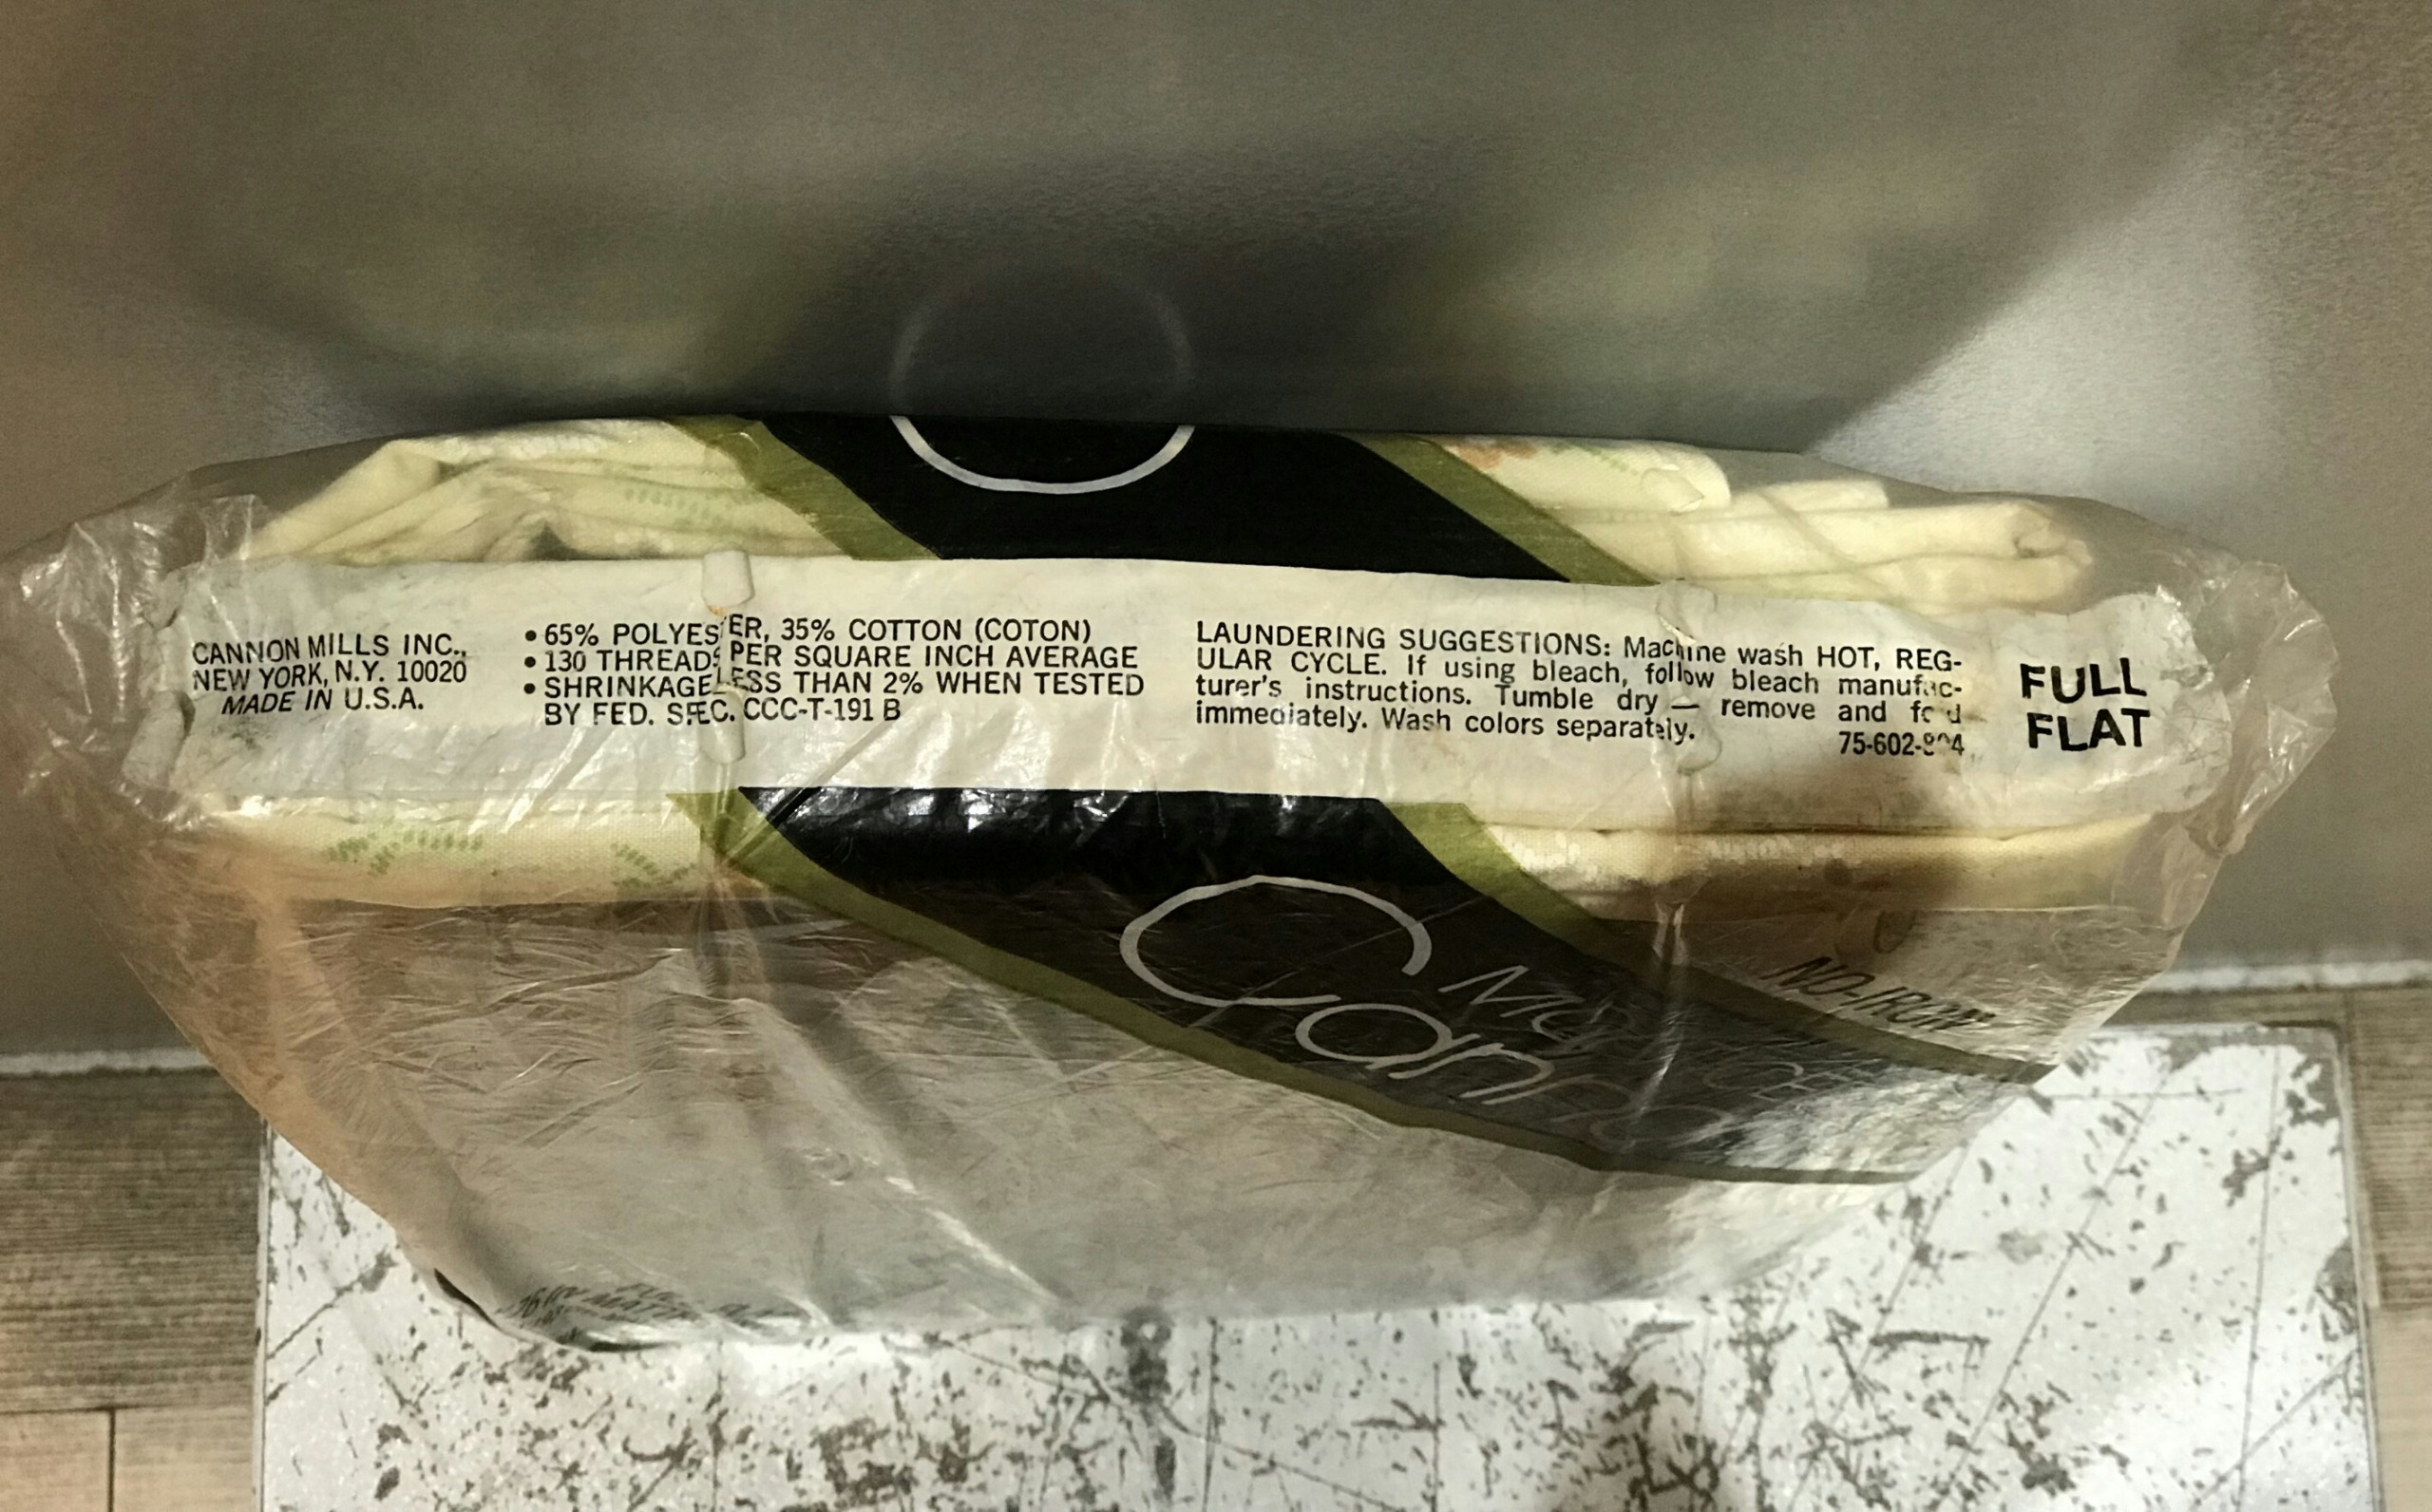 CANNON MILLS INC.,
NEW YORK, N.Y. 10020
MADE IN U.S.A.
• 65% POLYESTER, 35% COTTON (COTON)
• 130 THREADS PER SQUARE INCH AVERAGE
• SHRINKAGE LESS THAN 2% WHEN TESTED
BY FED. SPEC. CCC-T-191 B
LAUNDERING SUGGESTIONS: Machine wash HOT, REG-
ULAR CYCLE. If using bleach, follow bleach manufac-
turer's instructions. Tumble dry — remove and fold
immediately. Wash colors separately.
FULL
FLAT
NO-IRON
Cannon